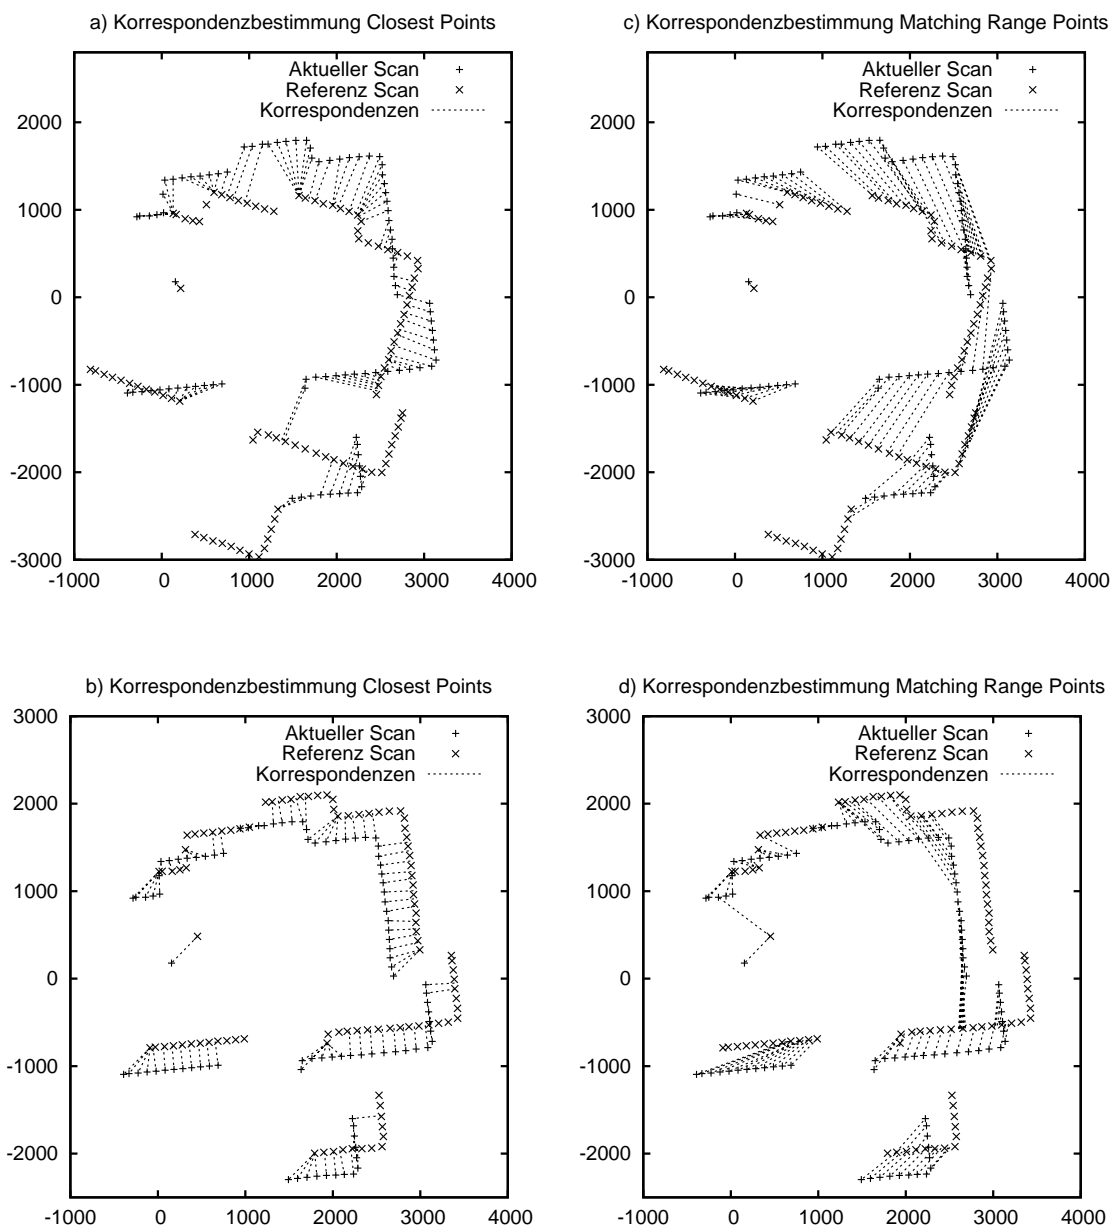 a) Korrespondenzbestimmung Closest Points
Aktueller Scan
Referenz Scan
Korrespondenzen
2000
1000
0
-1000
-2000
-3000
-1000 0 1000 2000 3000 4000
c) Korrespondenzbestimmung Matching Range Points
Aktueller Scan
Referenz Scan
Korrespondenzen
2000
1000
0
-1000
-2000
-3000
-1000 0 1000 2000 3000 4000
b) Korrespondenzbestimmung Closest Points
3000
Aktueller Scan
Referenz Scan
Korrespondenzen
2000
1000
0
-1000
-2000
-1000 0 1000 2000 3000 4000
d) Korrespondenzbestimmung Matching Range Points
3000
Aktueller Scan
Referenz Scan
Korrespondenzen
2000
1000
0
-1000
-2000
-1000 0 1000 2000 3000 4000